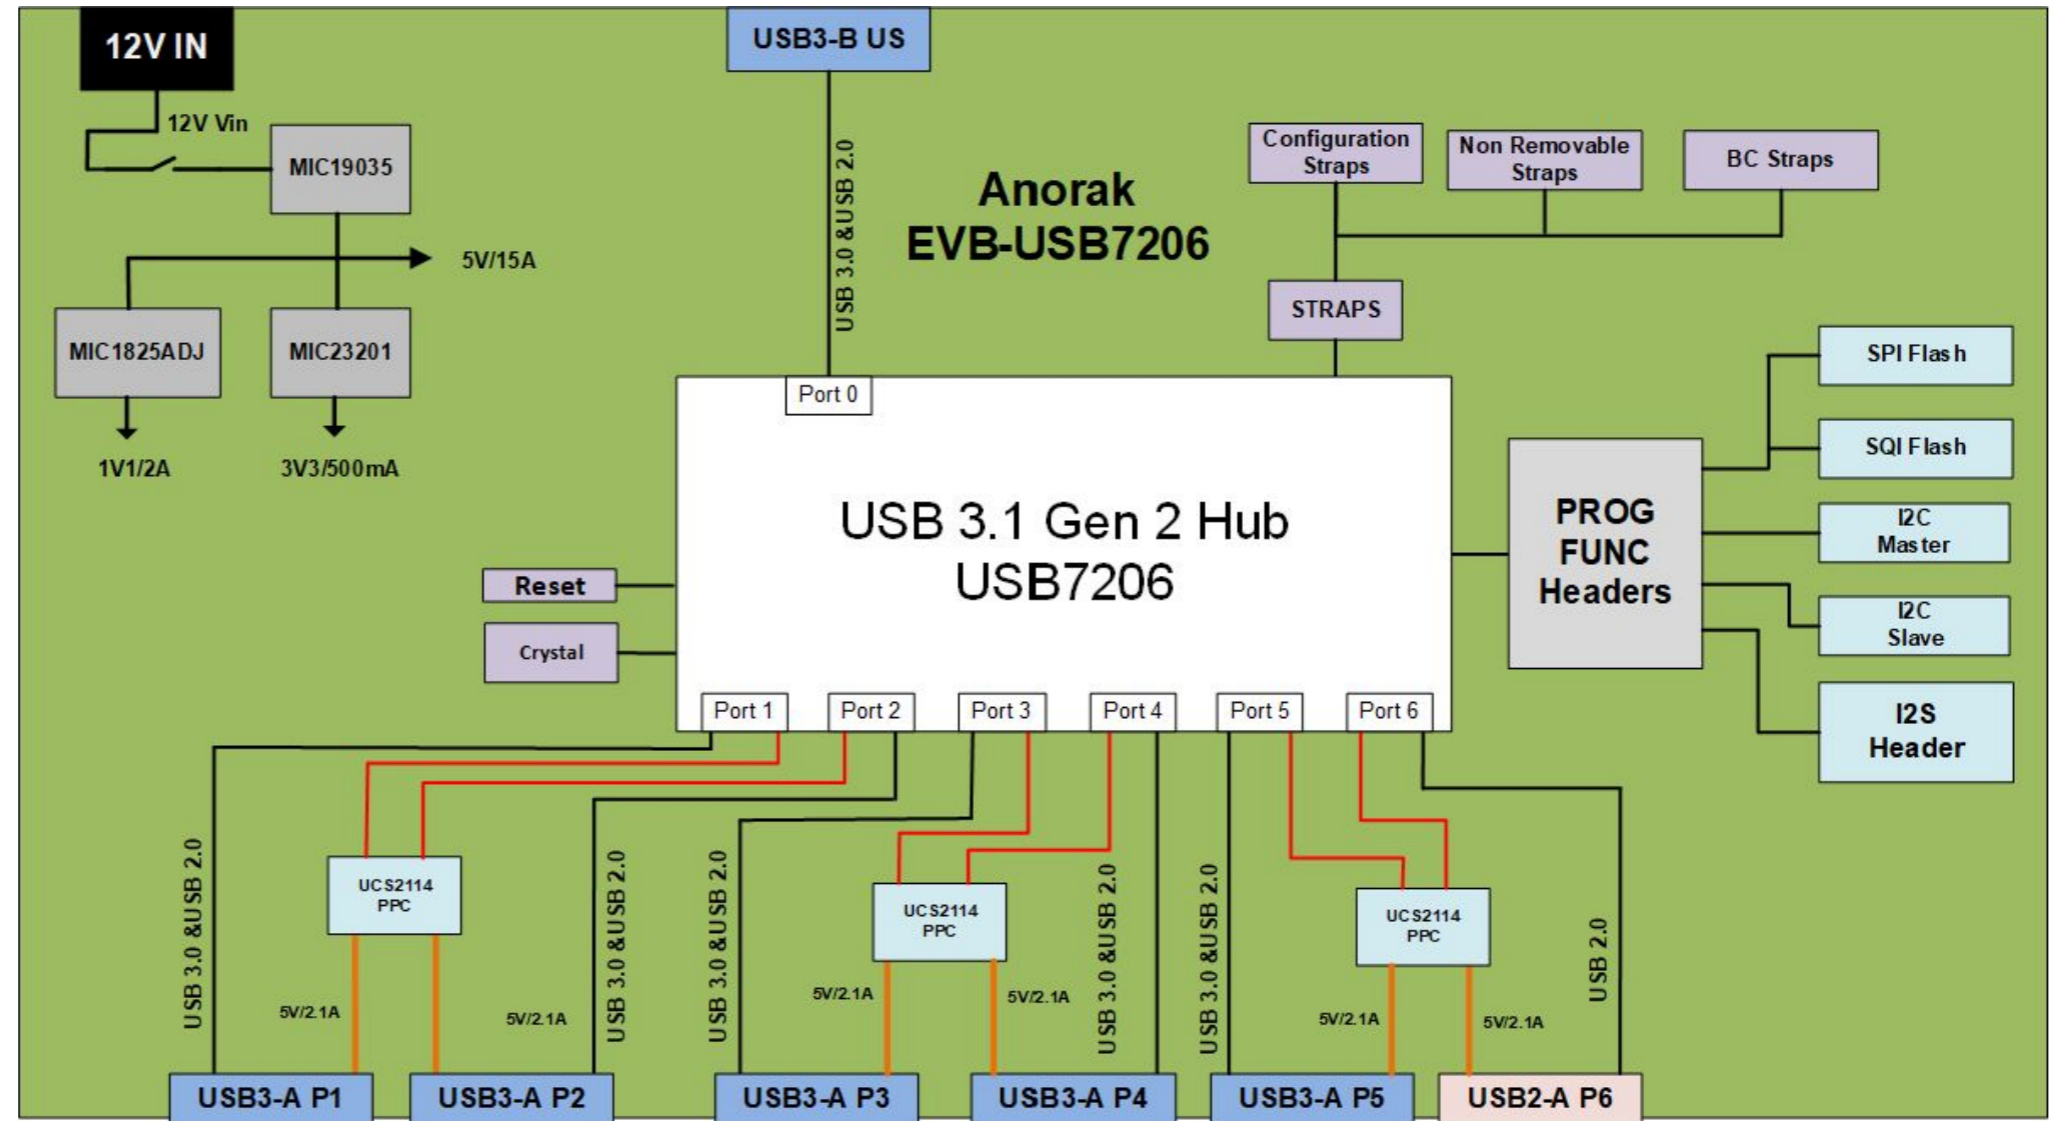 12V IN
USB3-B US
12V Vin
MIC19035
5V/15A
MIC1825ADJ
MIC23201
1V1/2A
3V3/500mA
USB 3.0 &USB 2.0
Anorak
EVB-USB7206
Configuration
Straps
Non Removable
Straps
BC Straps
STRAPS
Port 0
USB 3.1 Gen 2 Hub
USB7206
Reset
Crystal
PROG
FUNC
Headers
SPI Flash
SQI Flash
I2C
Master
I2C
Slave
I2S
Header
Port 1
Port 2
Port 3
Port 4
Port 5
Port 6
USB 3.0 &USB 2.0
UCS2114
PPC
5V/2.1A
5V/2.1A
USB 3.0 &USB 2.0
USB 3.0 &USB 2.0
UCS2114
PPC
5V/2.1A
5V/2.1A
USB 3.0 &USB 2.0
USB 3.0 &USB 2.0
UCS2114
PPC
5V/2.1A
5V/2.1A
USB 2.0
USB3-A P1
USB3-A P2
USB3-A P3
USB3-A P4
USB3-A P5
USB2-A P6